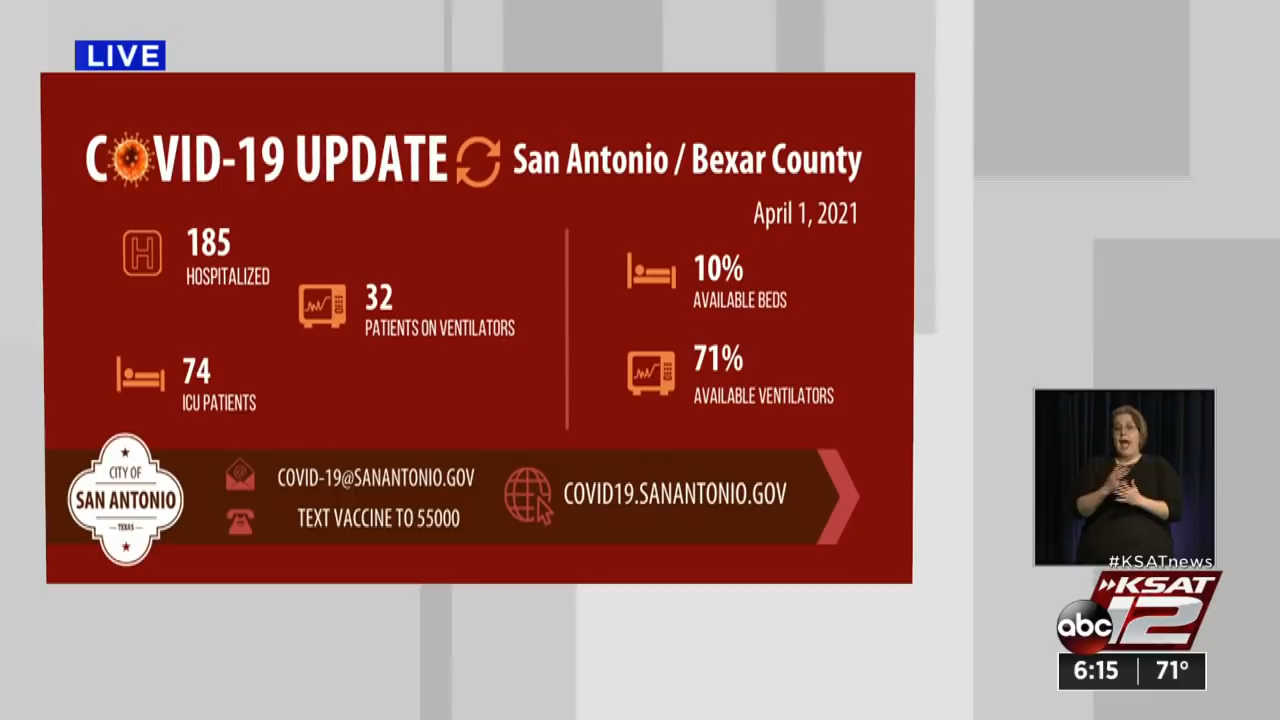 LIVE
COVID-19 UPDATE
San Antonio / Bexar County
April 1, 2021
185
HOSPITALIZED
32
PATIENTS ON VENTILATORS
74
ICU PATIENTS
10%
AVAILABLE BEDS
71%
AVAILABLE VENTILATORS
CITY OF
SAN ANTONIO
TEXAS
COVID-19@SANANTONIO.GOV
TEXT VACCINE TO 55000
COVID19.SANANTONIO.GOV
#KSATnews
KSAT
abc 12
6:15 71°